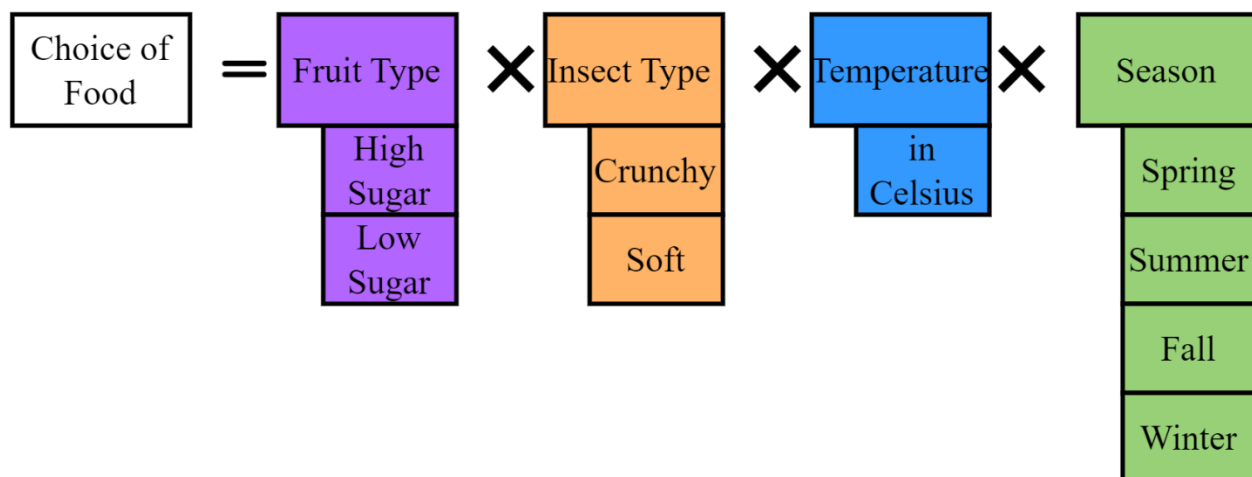 Choice of
Food
=
Fruit Type
×
Insect Type
×
Temperature
×
Season
High
Sugar
Low
Sugar
Crunchy
Soft
in
Celsius
Spring
Summer
Fall
Winter